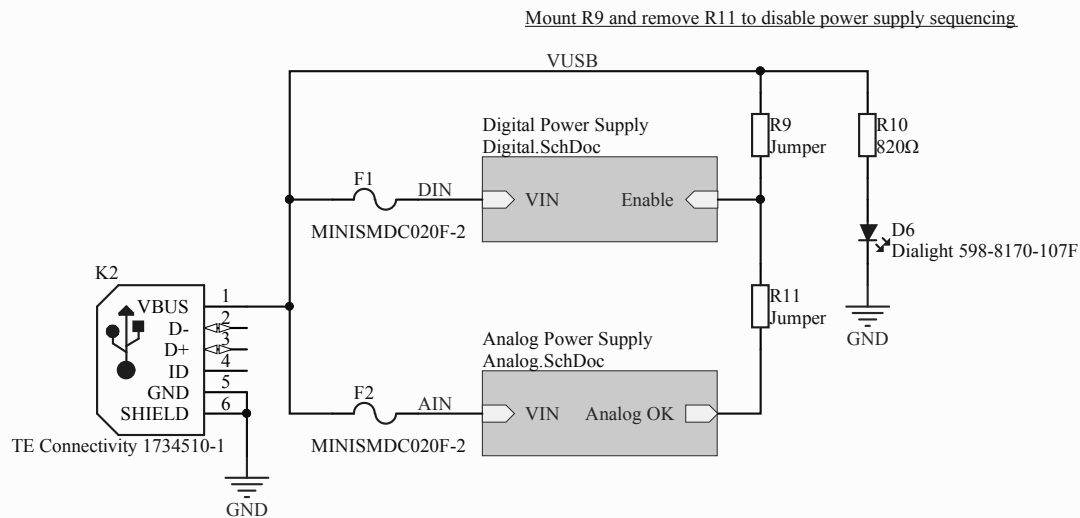 Mount R9 and remove R11 to disable power supply sequencing
VUSB
Digital Power Supply
Digital.SchDoc
R9
Jumper
R10
820Ω
F1
DIN
VIN
Enable
MINISMDC020F-2
D6
Dialight 598-8170-107F
GND
K2
VBUS
1
D-
2
D+
3
ID
4
GND
5
SHIELD
6
TE Connectivity 1734510-1
GND
R11
Jumper
Analog Power Supply
Analog.SchDoc
F2
AIN
VIN
Analog OK
MINISMDC020F-2